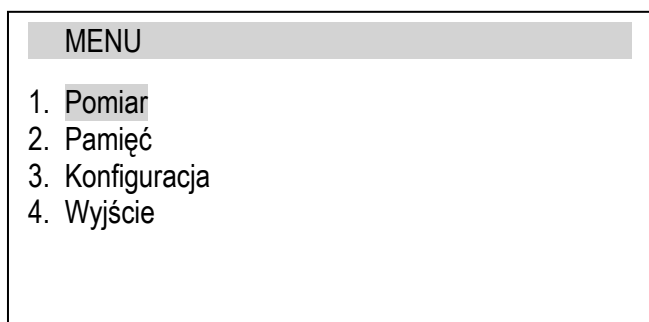 MENU
1. Pomiar
2. Pamięć
3. Konfiguracja
4. Wyjście